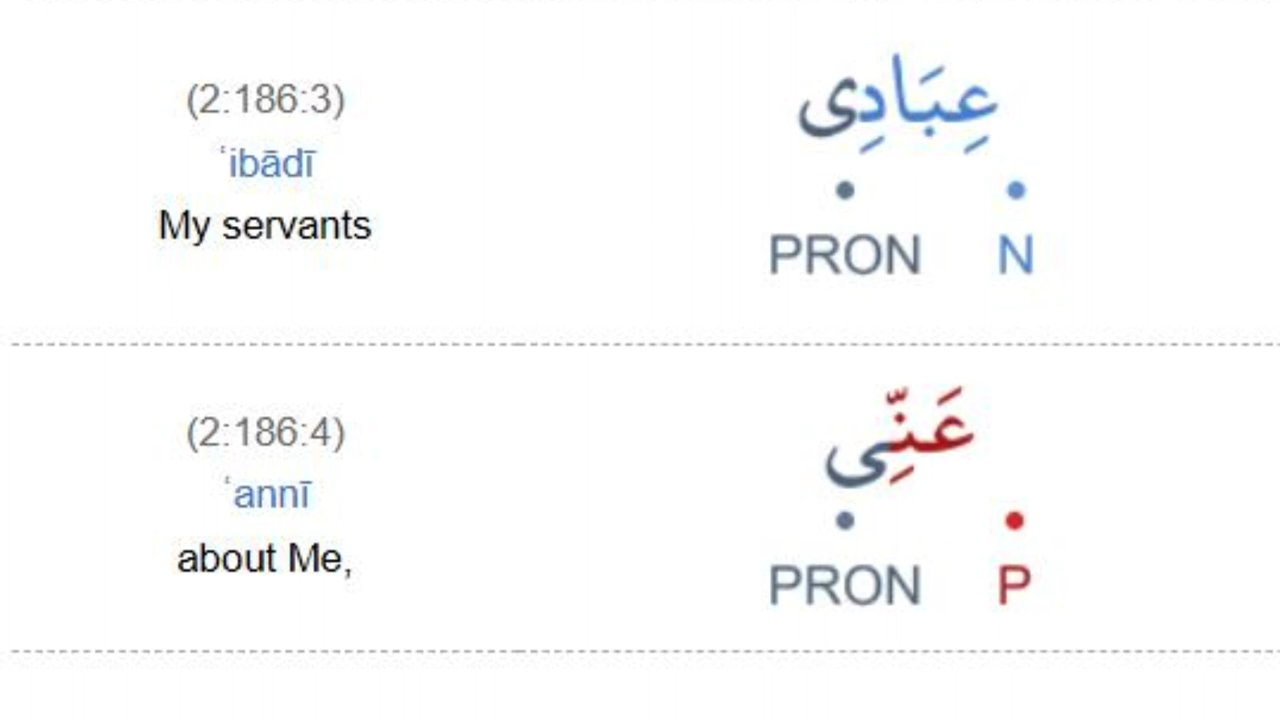 (2:186:3)
ʿibādī
My servants
عِبَادِى
PRON N
(2:186:4)
ʿannī
about Me,
عَنِّى
PRON P